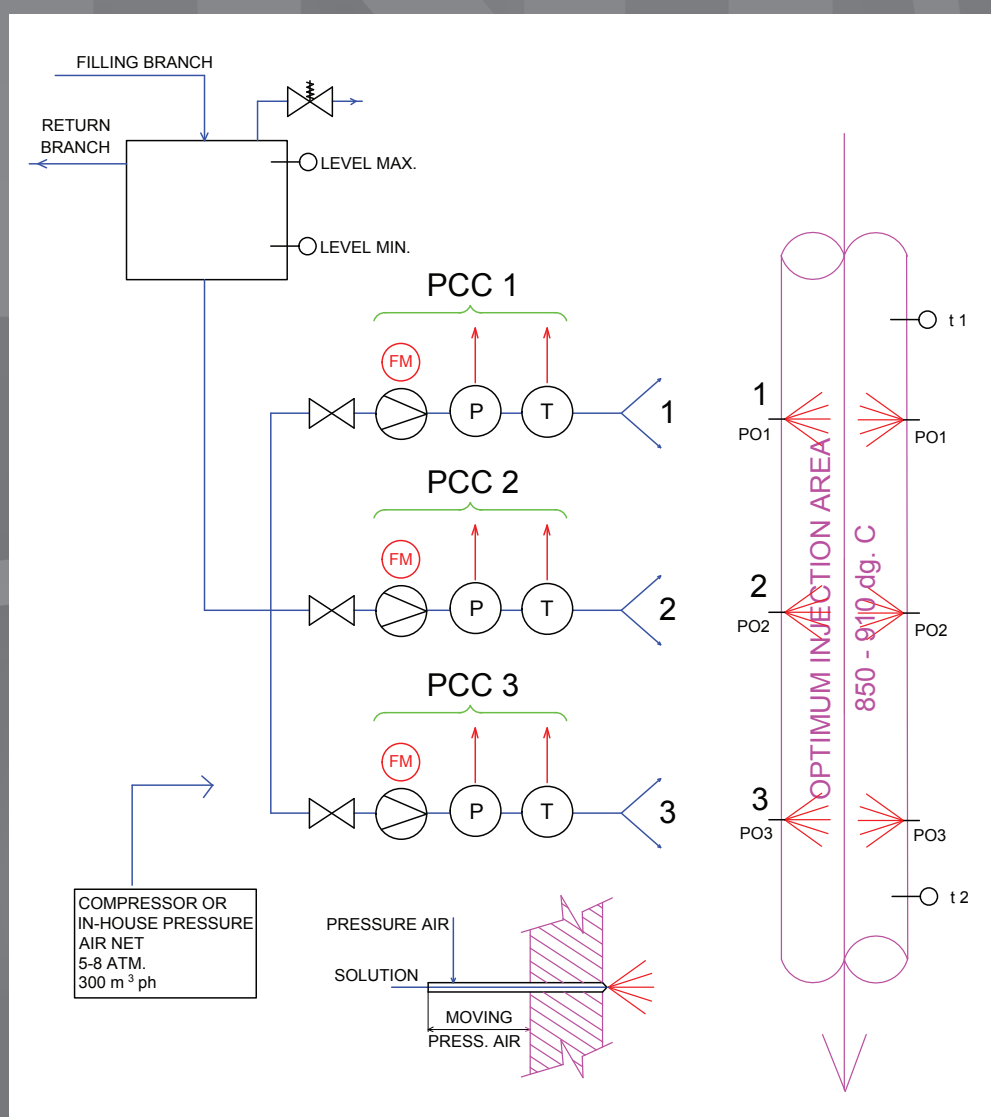 FILLING BRANCH
RETURN
BRANCH
LEVEL MAX.
LEVEL MIN.
PCC 1
FM
P
T
1
PCC 2
FM
P
T
2
PCC 3
FM
P
T
3
COMPRESSOR OR
IN-HOUSE PRESSURE
AIR NET
5-8 ATM.
300 m³ ph
PRESSURE AIR
SOLUTION
MOVING
PRESS. AIR
t 1
1
PO1
PO1
2
PO2
PO2
3
PO3
PO3
t 2
OPTIMUM INJECTION AREA
850 - 910 dg. C